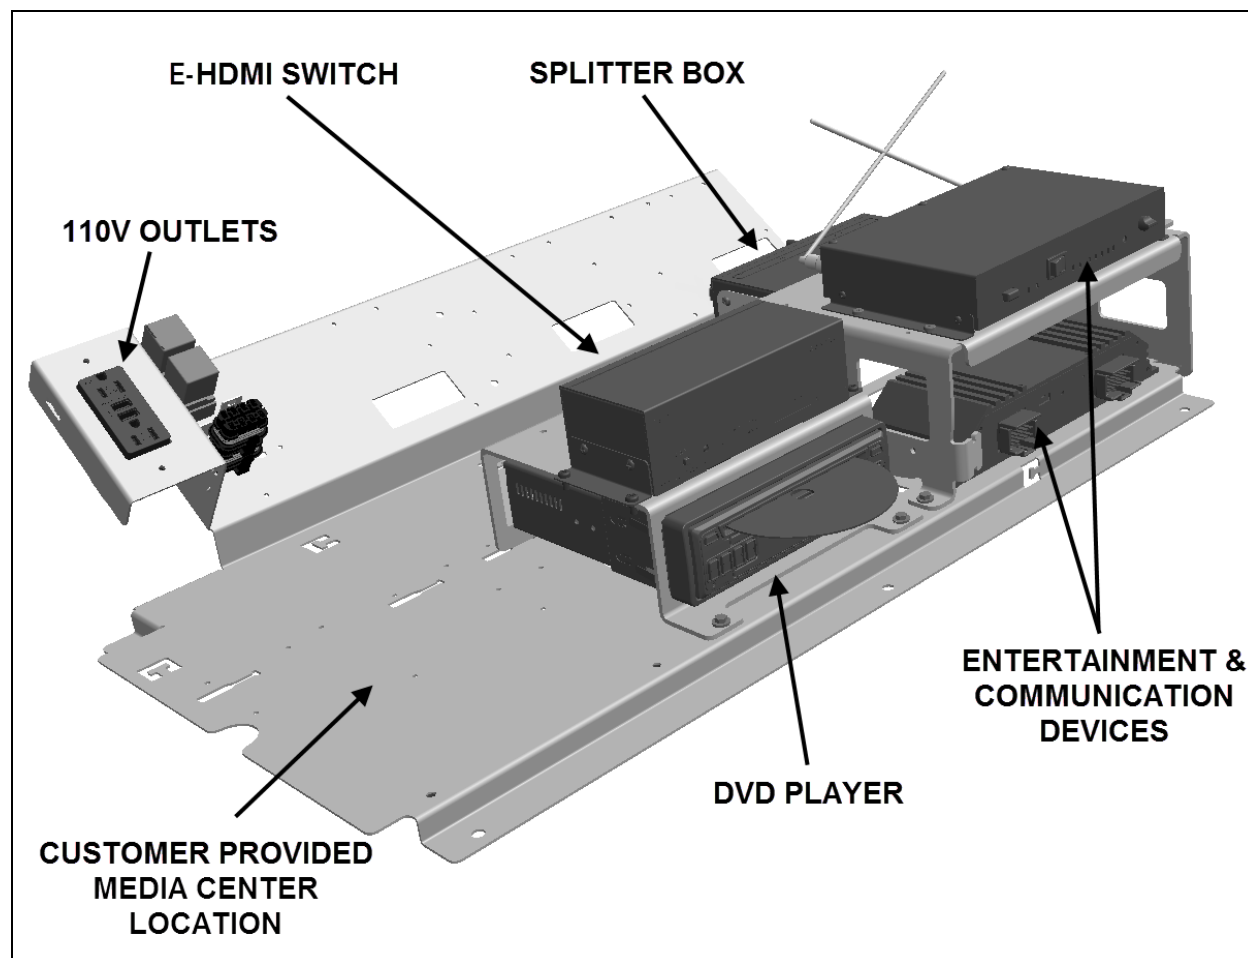 E-HDMI SWITCH
SPLITTER BOX
110V OUTLETS
ENTERTAINMENT &
COMMUNICATION
DEVICES
DVD PLAYER
CUSTOMER PROVIDED
MEDIA CENTER
LOCATION